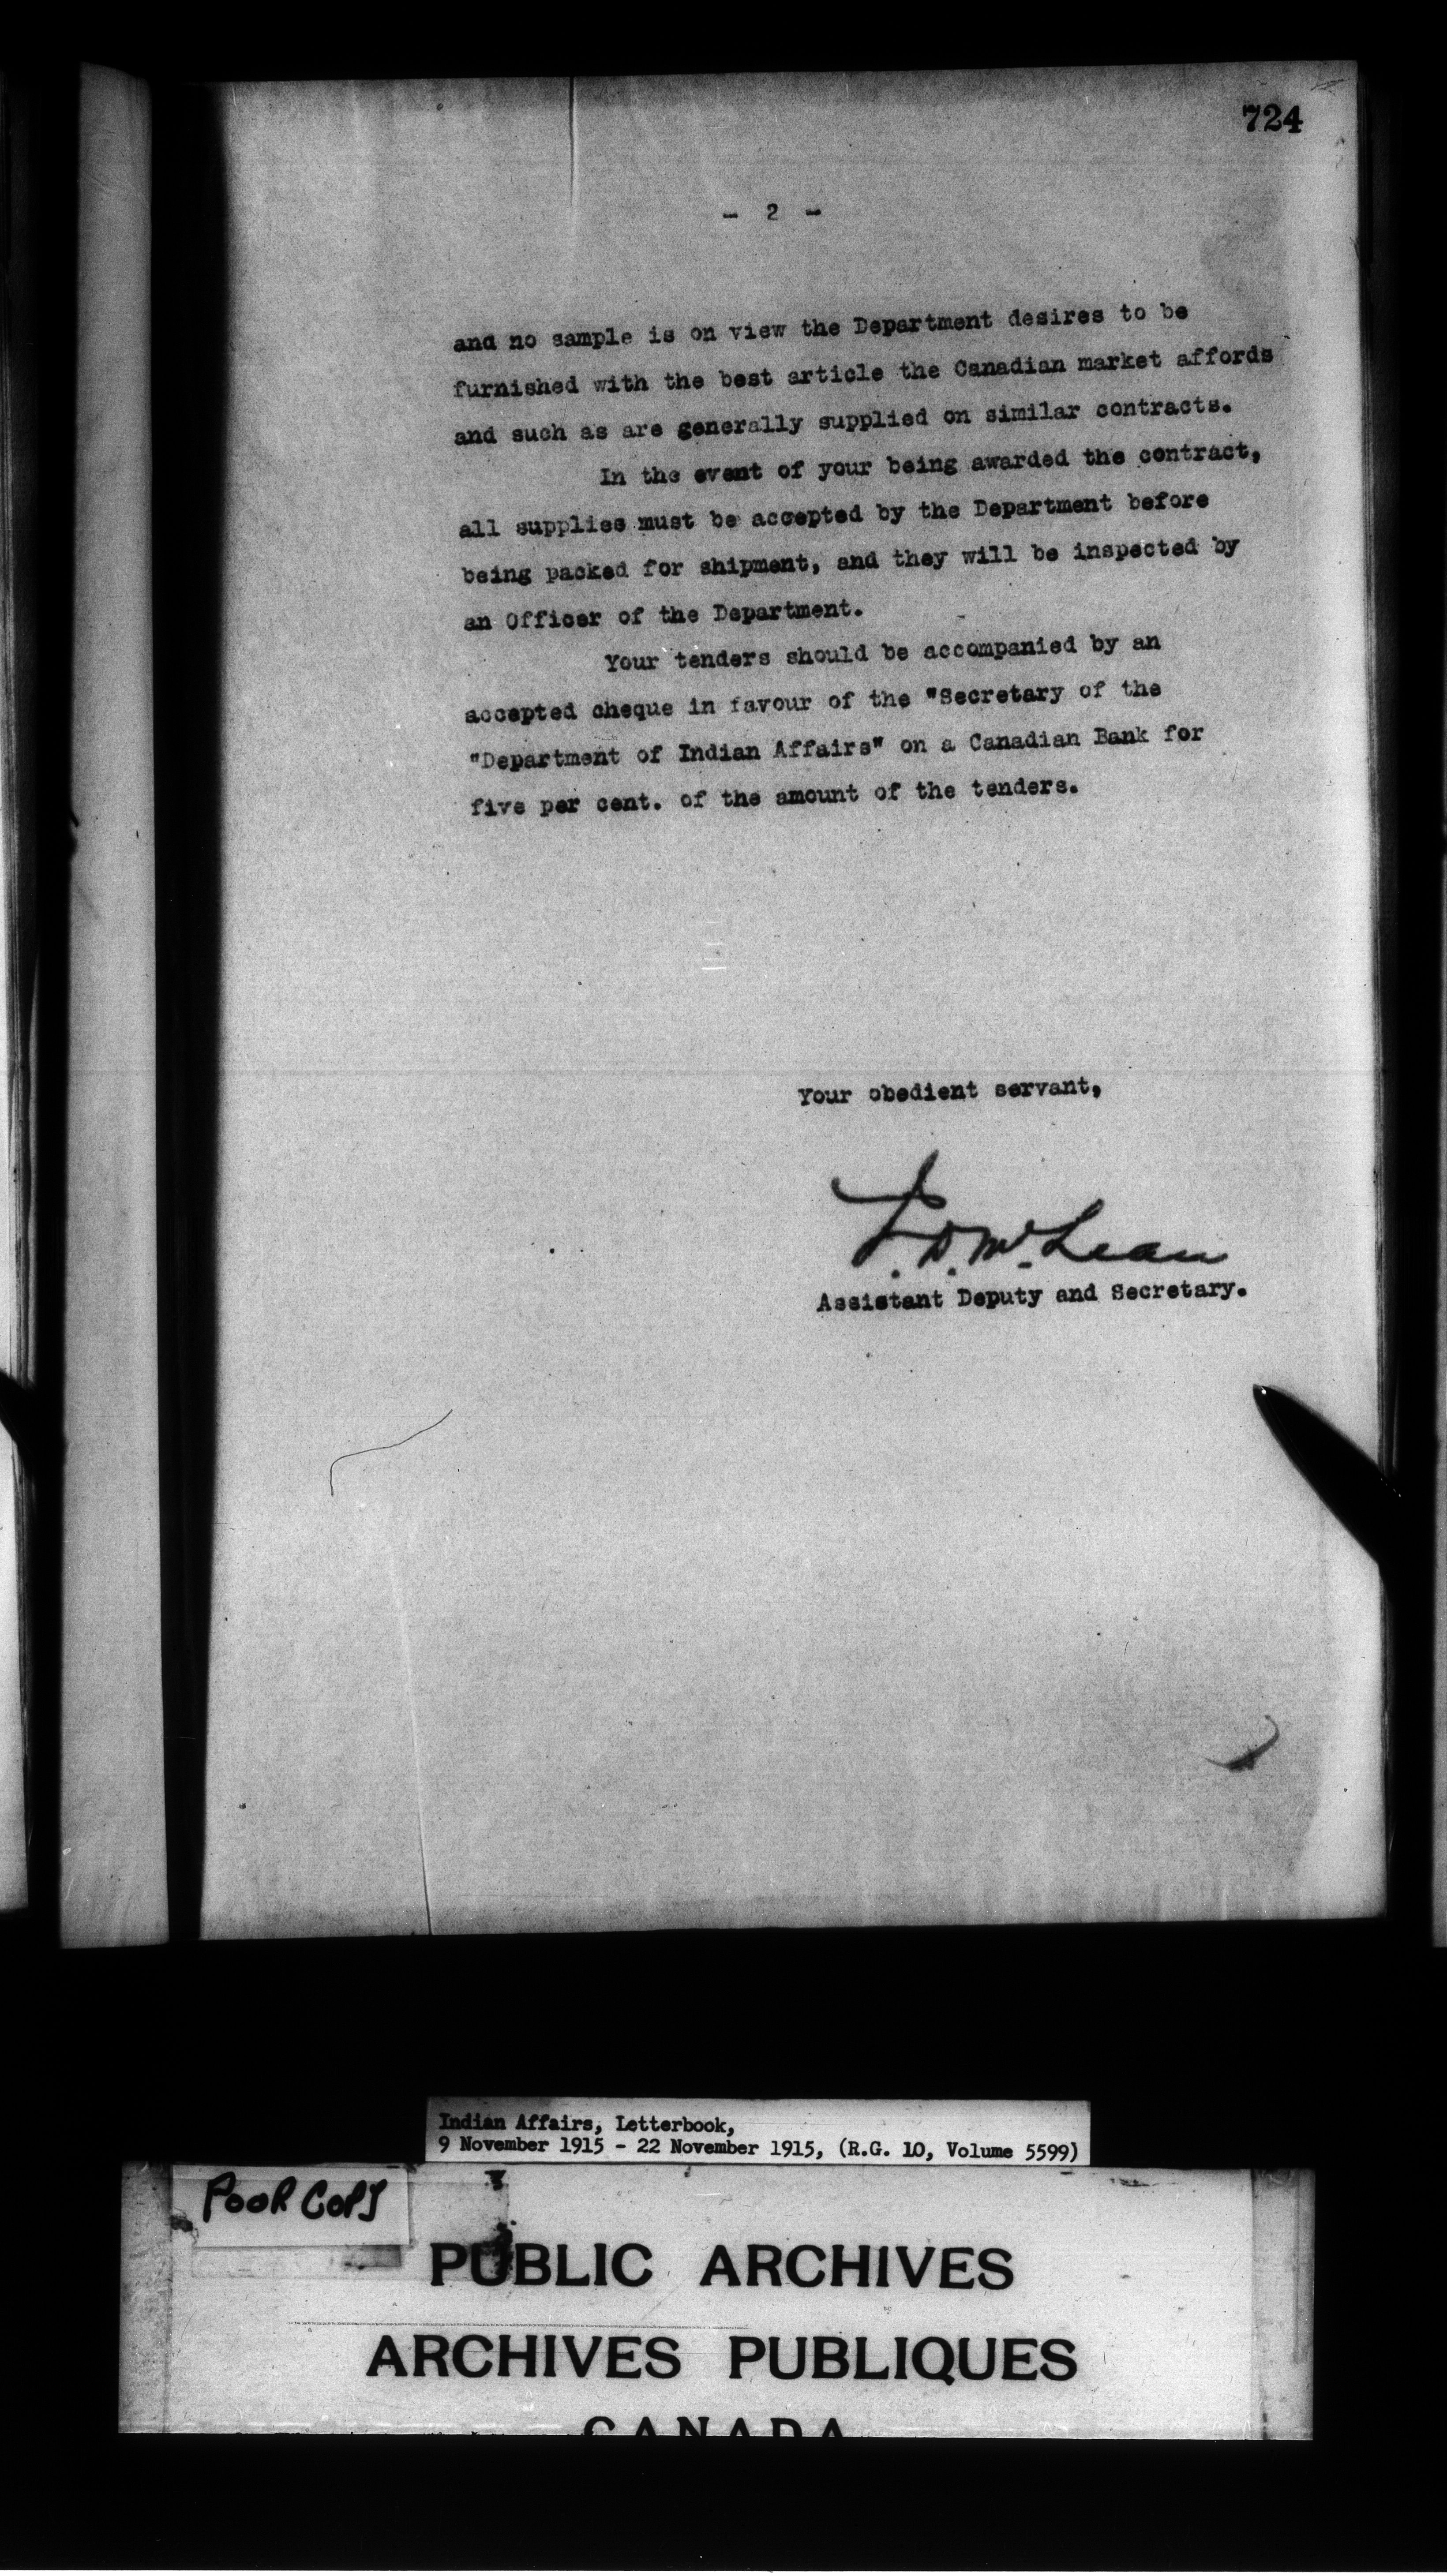 724
- 2 -
and no sample is on view the Department desires to be
furnished with the best article the Canadian market affords
and such as are generally supplied on similar contracts.
In the event of your being awarded the contract,
all supplies must be accepted by the Department before
being packed for shipment, and they will be inspected by
an Officer of the Department.
Your tenders should be accompanied by an
accepted cheque in favour of the "Secretary of the
"Department of Indian Affairs" on a Canadian Bank for
five per cent. of the amount of the tenders.
Your obedient servant,
J. D. McLean
Assistant Deputy and Secretary.
Indian Affairs, Letterbook,
9 November 1915 - 22 November 1915, (R.G. 10, Volume 5599)
POOR COPY
PUBLIC ARCHIVES
ARCHIVES PUBLIQUES
CANADA